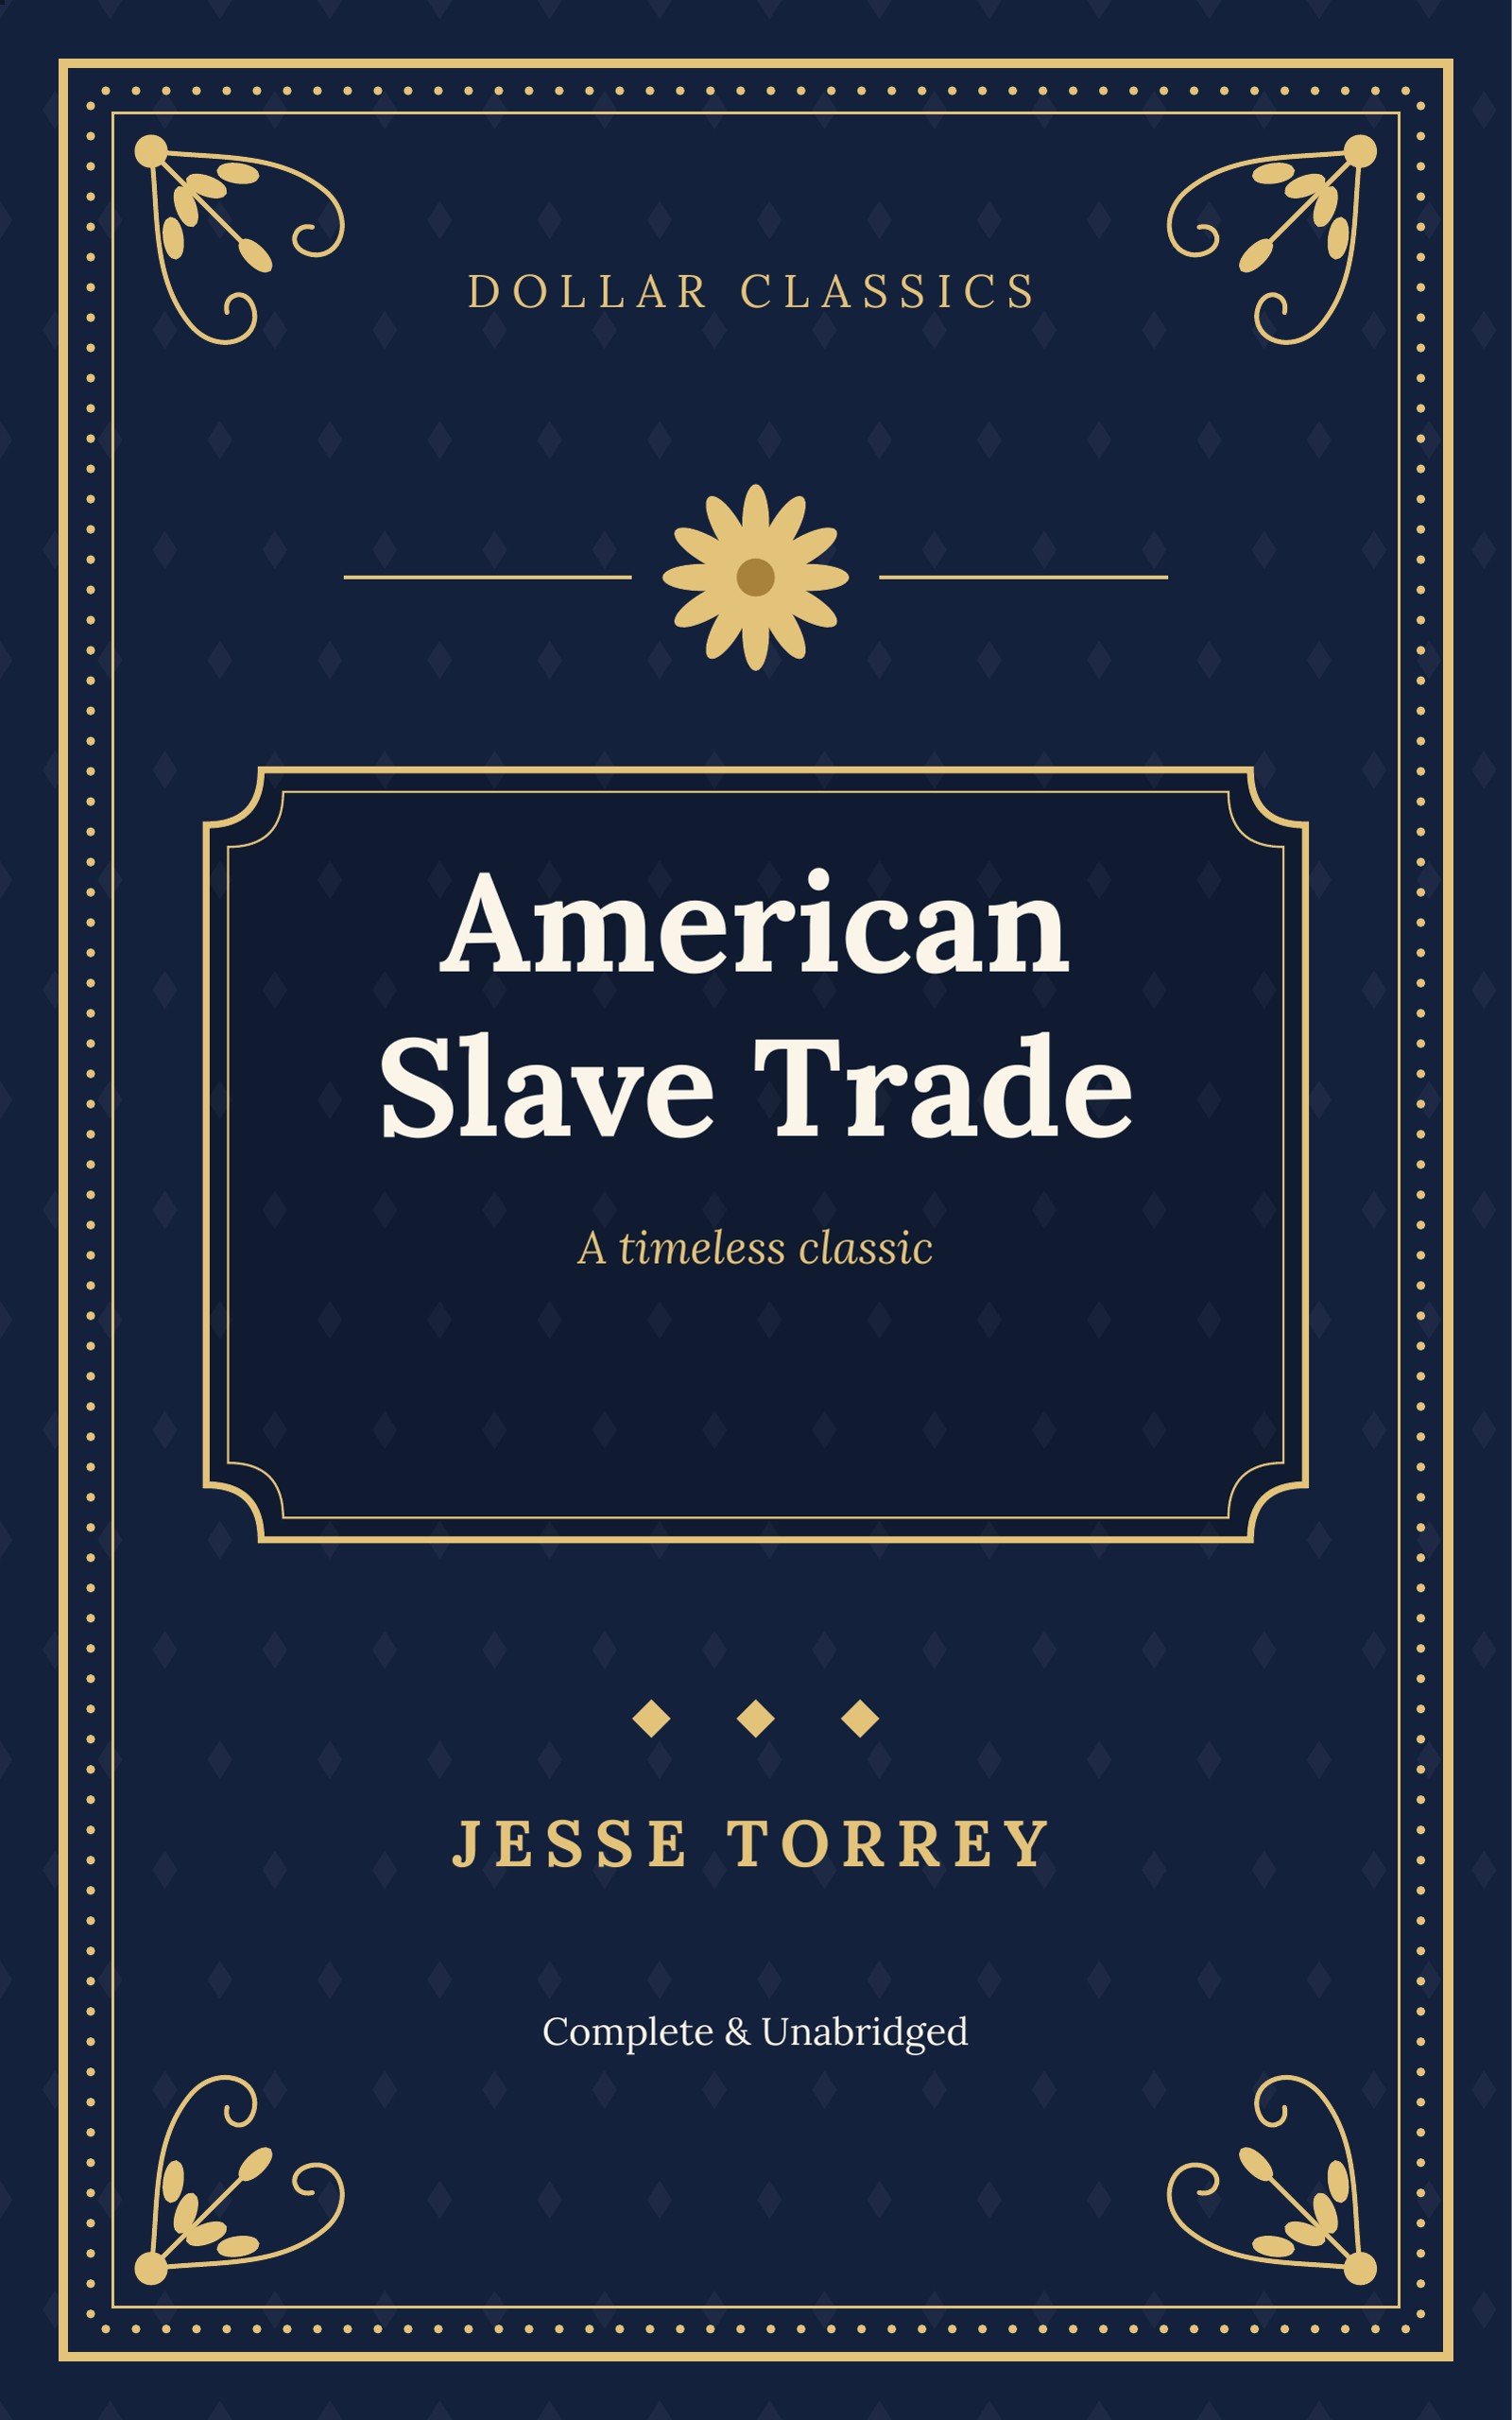 DOLLAR CLASSICS
American
Slave Trade
A timeless classic
JESSE TORREY
Complete & Unabridged